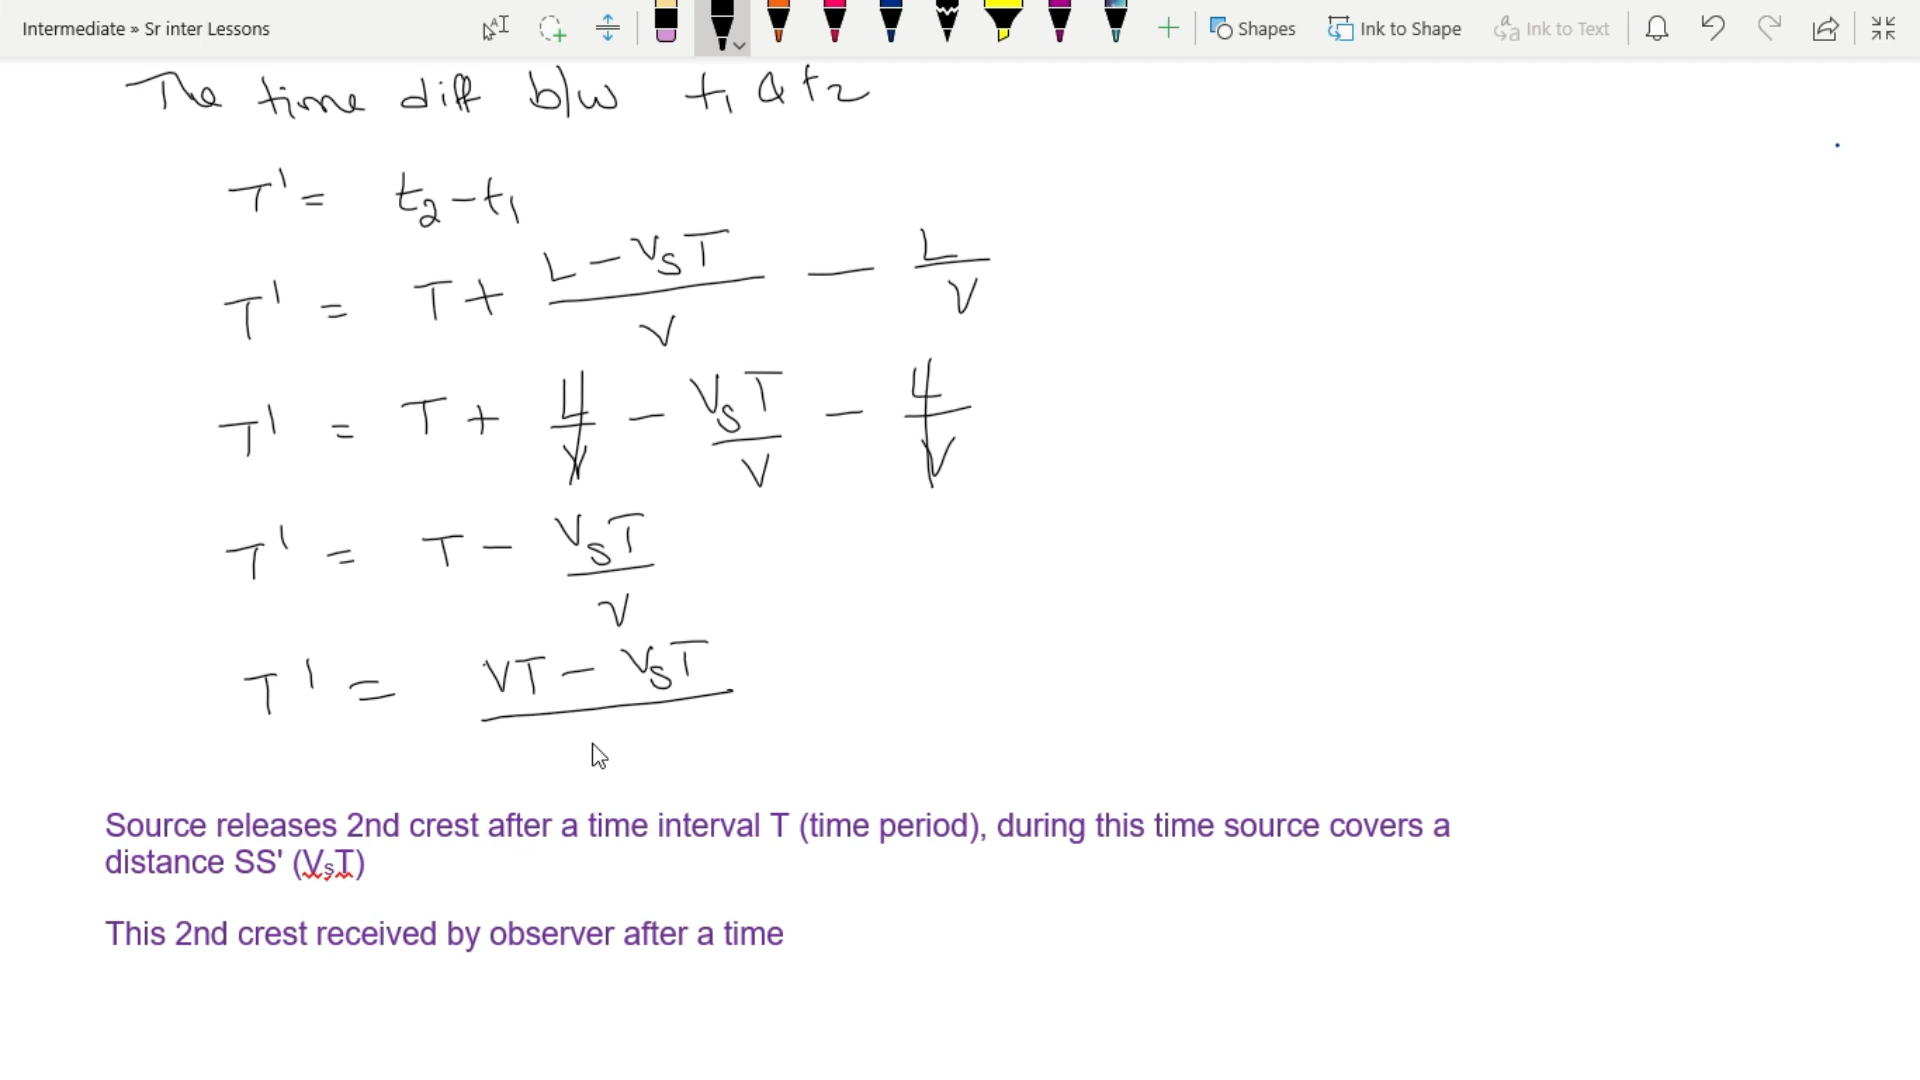 Intermediate » Sr inter Lessons
Shapes
Ink to Shape
Ink to Text
The time diff b/w t₁ & t₂
T' = t₂ - t₁
T' = T + (L - VₛT)/V - L/V
T' = T + L/V - VₛT/V - L/V
T' = T - VₛT/V
T' = VT - VₛT
Source releases 2nd crest after a time interval T (time period), during this time source covers a
distance SS' (VₛT)
This 2nd crest received by observer after a time